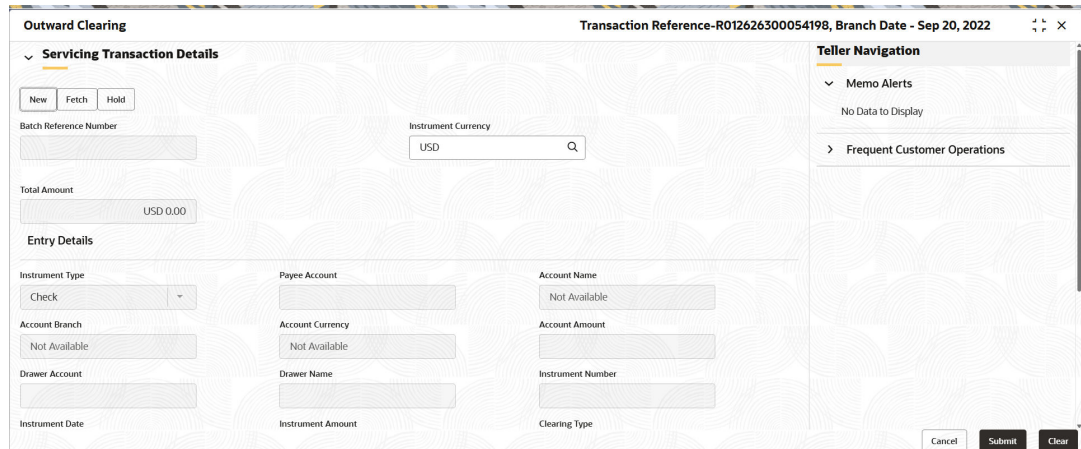 Outward Clearing
Transaction Reference-R012626300054198, Branch Date - Sep 20, 2022
Servicing Transaction Details
New Fetch Hold
Batch Reference Number Instrument Currency
USD
Total Amount
USD 0.00
Entry Details
Instrument Type Payee Account Account Name
Check Not Available
Account Branch Account Currency Account Amount
Not Available Not Available
Drawer Account Drawer Name Instrument Number
Instrument Date Instrument Amount Clearing Type
Teller Navigation
Memo Alerts
No Data to Display
Frequent Customer Operations
Cancel Submit Clear